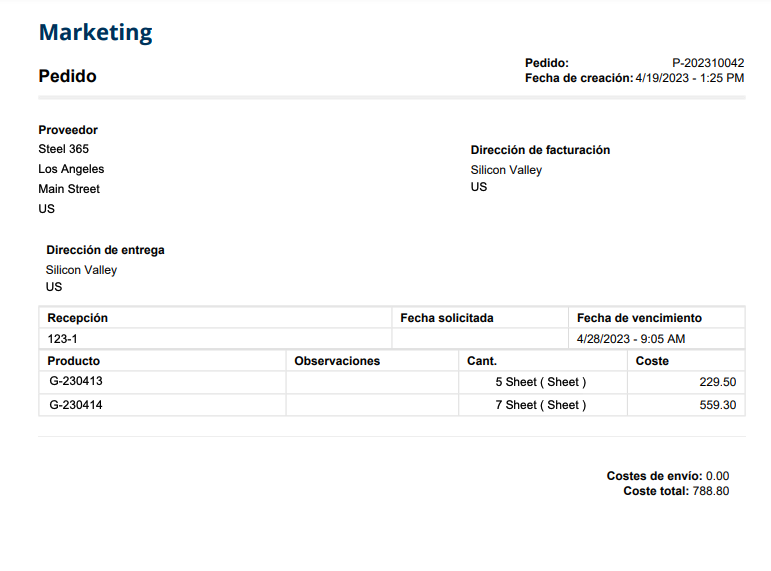 Marketing
Pedido
Pedido: P-202310042
Fecha de creación: 4/19/2023 - 1:25 PM
Proveedor
Steel 365
Los Angeles
Main Street
US
Dirección de facturación
Silicon Valley
US
Dirección de entrega
Silicon Valley
US
Recepción Fecha solicitada Fecha de vencimiento
123-1 4/28/2023 - 9:05 AM
Producto Observaciones Cant. Coste
G-230413 5 Sheet ( Sheet ) 229.50
G-230414 7 Sheet ( Sheet ) 559.30
Costes de envío: 0.00
Coste total: 788.80